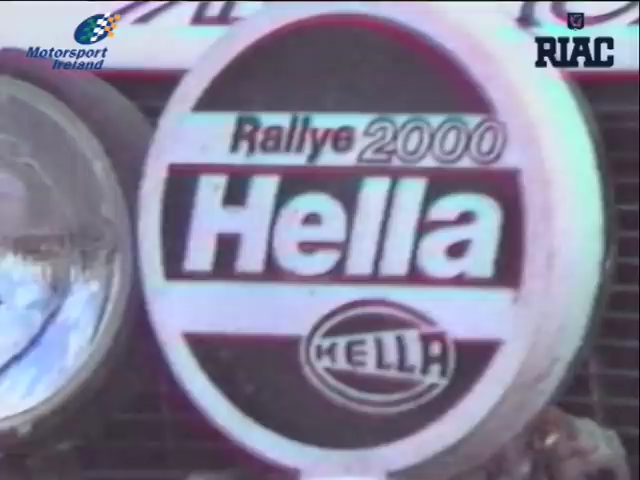 Motorsport
Ireland
RIAC
Rallye 2000
Hella
HELLA